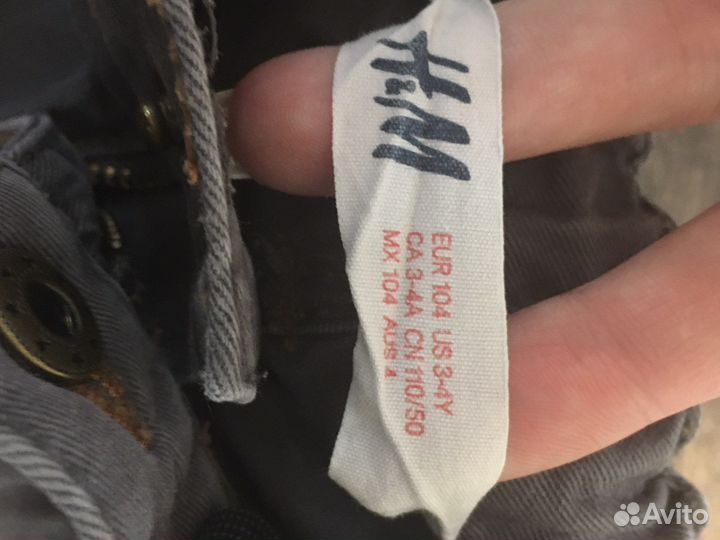 H&M
EUR 104 US 3-4Y
CA 3-4A CN 110/50
MX 104 AUS 4
Avito